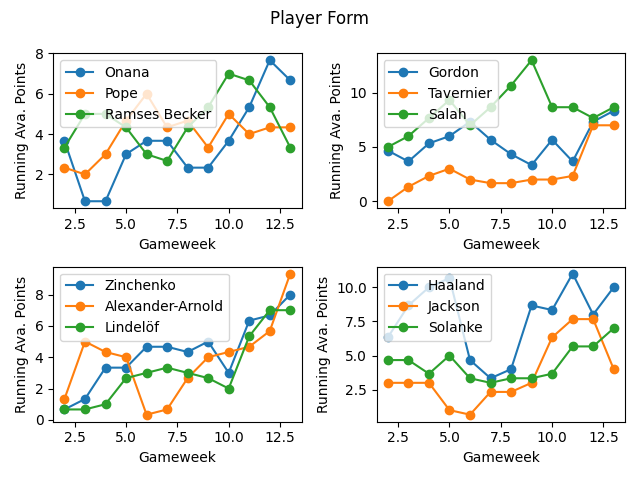 Player Form
Running Ava. Points
8
6
4
2
Onana
Pope
Ramses Becker
2.5 5.0 7.5 10.0 12.5
Gameweek
Running Ava. Points
10
5
0
Gordon
Tavernier
Salah
2.5 5.0 7.5 10.0 12.5
Gameweek
Running Ava. Points
8
6
4
2
0
Zinchenko
Alexander-Arnold
Lindelöf
2.5 5.0 7.5 10.0 12.5
Gameweek
Running Ava. Points
10.0
7.5
5.0
2.5
Haaland
Jackson
Solanke
2.5 5.0 7.5 10.0 12.5
Gameweek